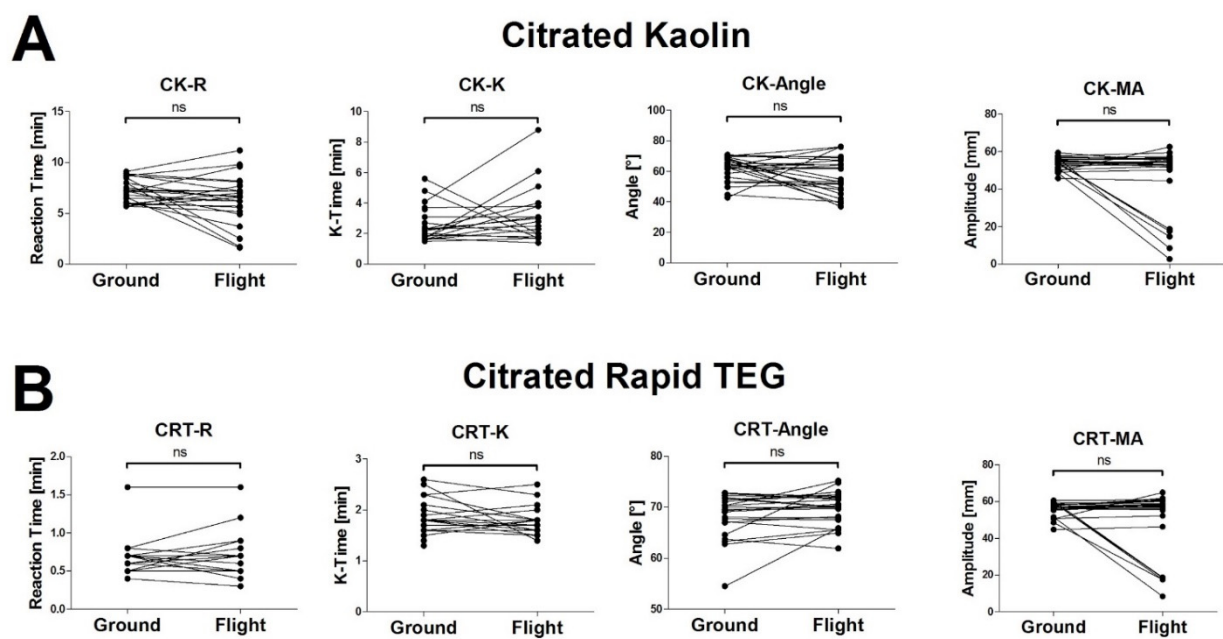 A
Citrated Kaolin
CK-R
ns
Reaction Time [min]
15
10
5
0
Ground Flight
CK-K
ns
K-Time [min]
10
8
6
4
2
0
Ground Flight
CK-Angle
ns
Angle [°]
100
80
60
40
20
0
Ground Flight
CK-MA
ns
Amplitude [mm]
80
60
40
20
0
Ground Flight
B
Citrated Rapid TEG
CRT-R
ns
Reaction Time [min]
2.0
1.5
1.0
0.5
0.0
Ground Flight
CRT-K
ns
K-Time [min]
3
2
1
0
Ground Flight
CRT-Angle
ns
Angle [°]
90
80
70
60
50
Ground Flight
CRT-MA
ns
Amplitude [mm]
80
60
40
20
0
Ground Flight